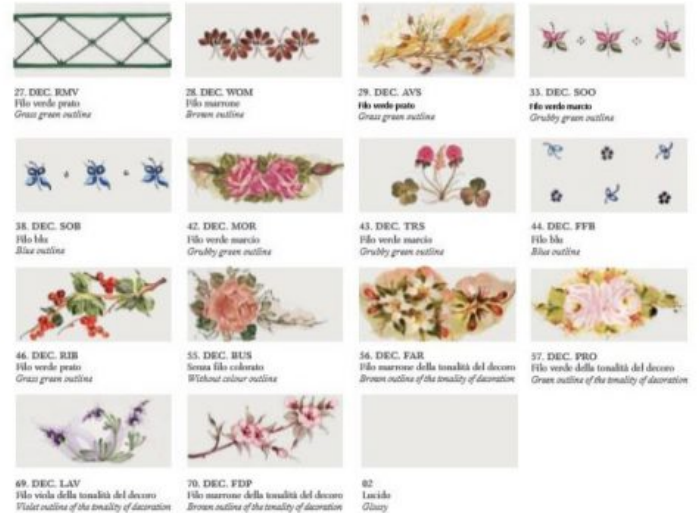 27. DEC. RMV
Filo verde prato
Grass green outline
28. DEC. WOM
Filo marrone
Brown outline
29. DEC. AVS
Filo verde prato
Grass green outline
33. DEC. SOO
Filo verde marcio
Grubby green outline
38. DEC. SOB
Filo blu
Blue outline
42. DEC. MOR
Filo verde marcio
Grubby green outline
43. DEC. TRS
Filo verde marcio
Grubby green outline
44. DEC. FFB
Filo blu
Blue outline
46. DEC. RIB
Filo verde prato
Grass green outline
55. DEC. BUS
Senza filo colorato
Without colour outline
56. DEC. FAR
Filo marrone della tonalità del decoro
Brown outline of the tonality of decoration
57. DEC. PRO
Filo verde della tonalità del decoro
Green outline of the tonality of decoration
69. DEC. LAV
Filo viola della tonalità del decoro
Violet outline of the tonality of decoration
70. DEC. FDP
Filo marrone della tonalità del decoro
Brown outline of the tonality of decoration
02
Lucido
Glossy